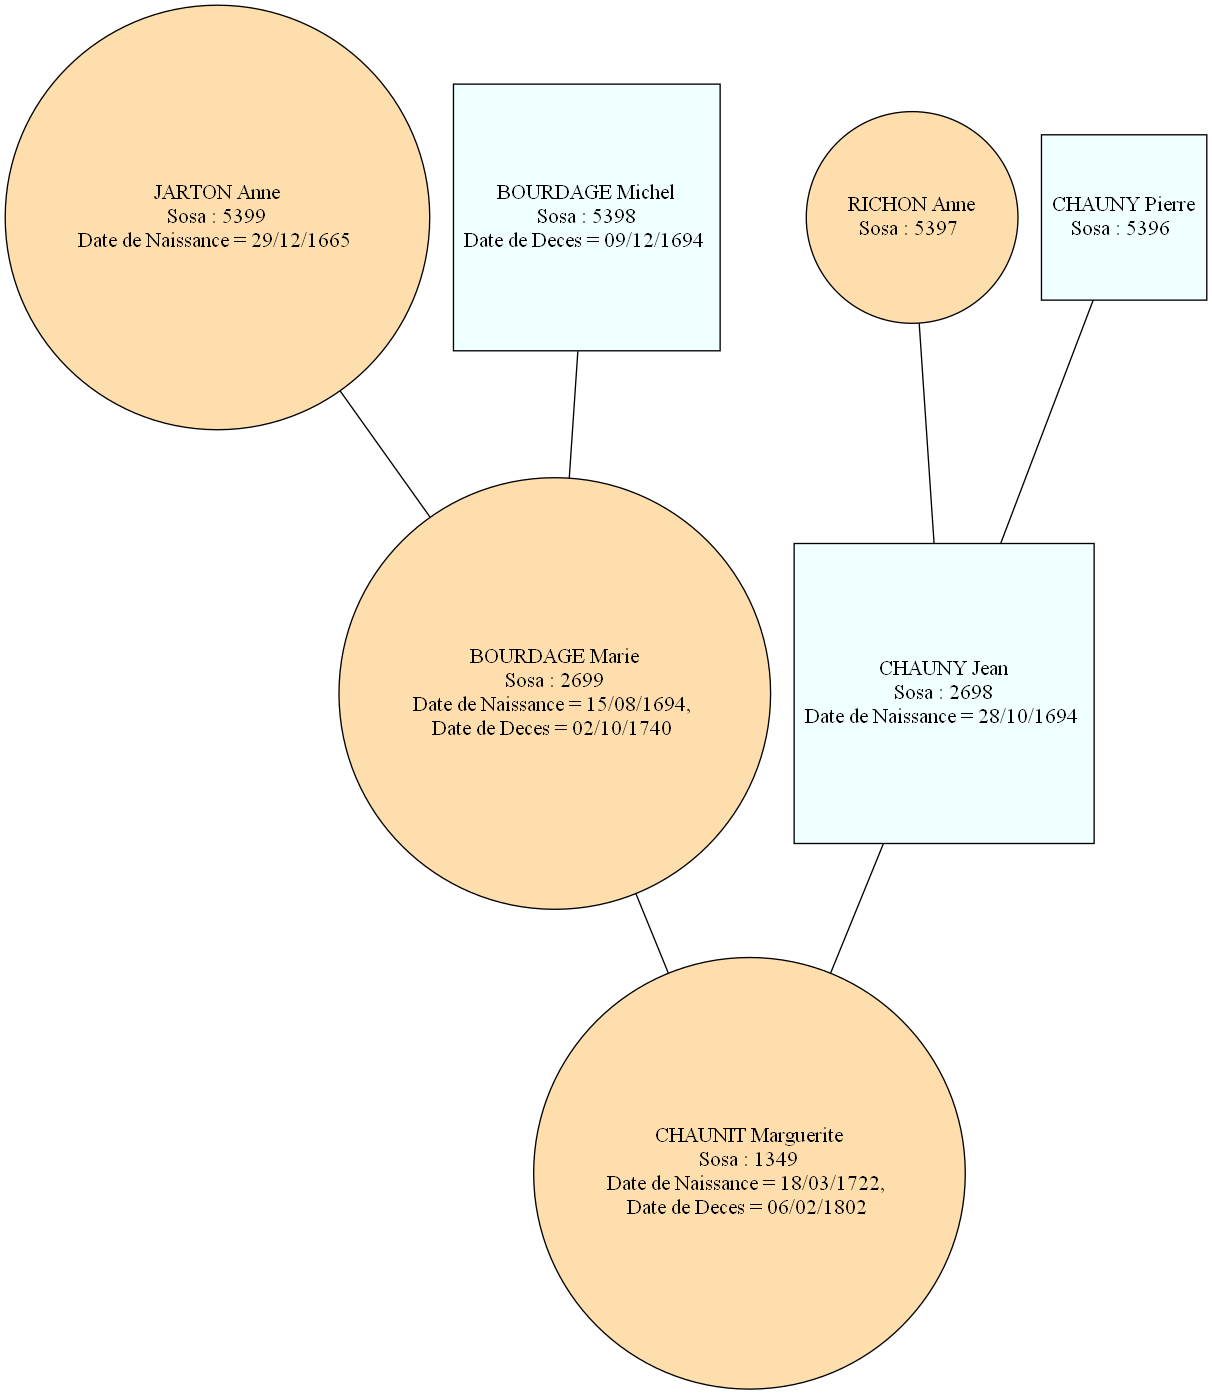 JARTON Anne
Sosa : 5399
Date de Naissance = 29/12/1665
BOURDAGE Michel
Sosa : 5398
Date de Deces = 09/12/1694
RICHON Anne
Sosa : 5397
CHAUNY Pierre
Sosa : 5396
BOURDAGE Marie
Sosa : 2699
Date de Naissance = 15/08/1694,
Date de Deces = 02/10/1740
CHAUNY Jean
Sosa : 2698
Date de Naissance = 28/10/1694
CHAUNIT Marguerite
Sosa : 1349
Date de Naissance = 18/03/1722,
Date de Deces = 06/02/1802